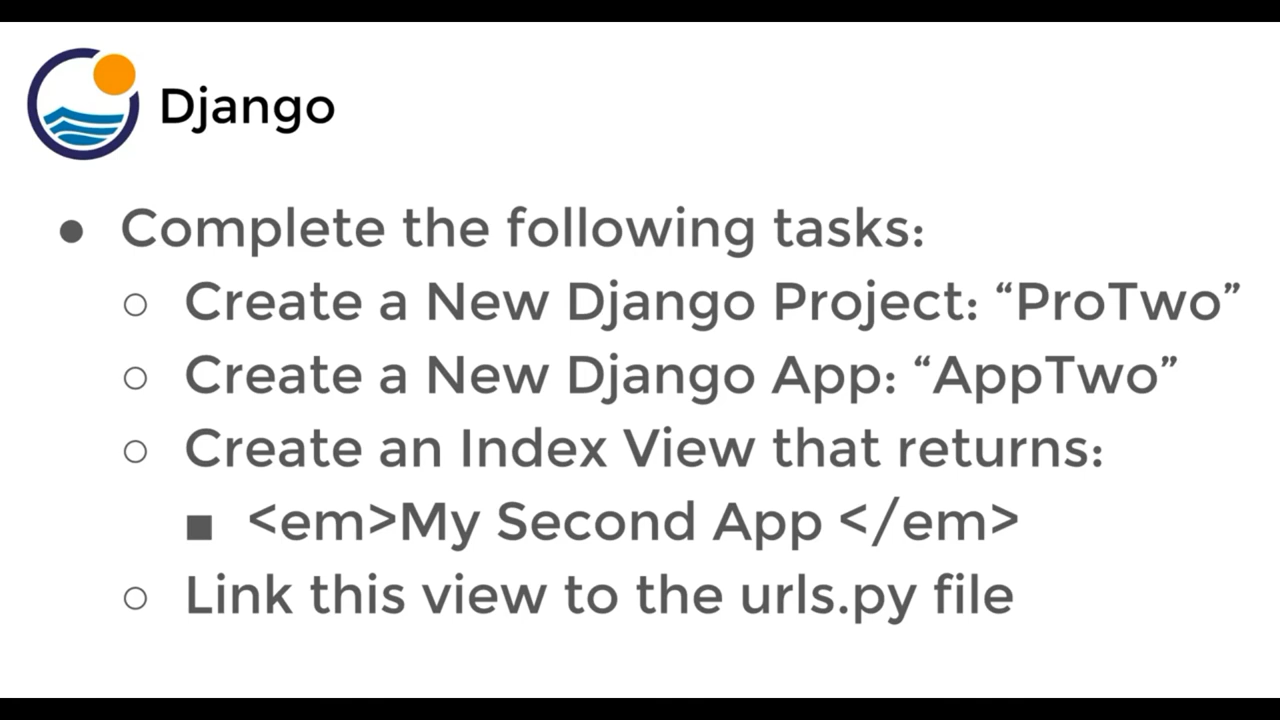 Django
● Complete the following tasks:
○ Create a New Django Project: “ProTwo”
○ Create a New Django App: “AppTwo”
○ Create an Index View that returns:
■ <em>My Second App </em>
○ Link this view to the urls.py file